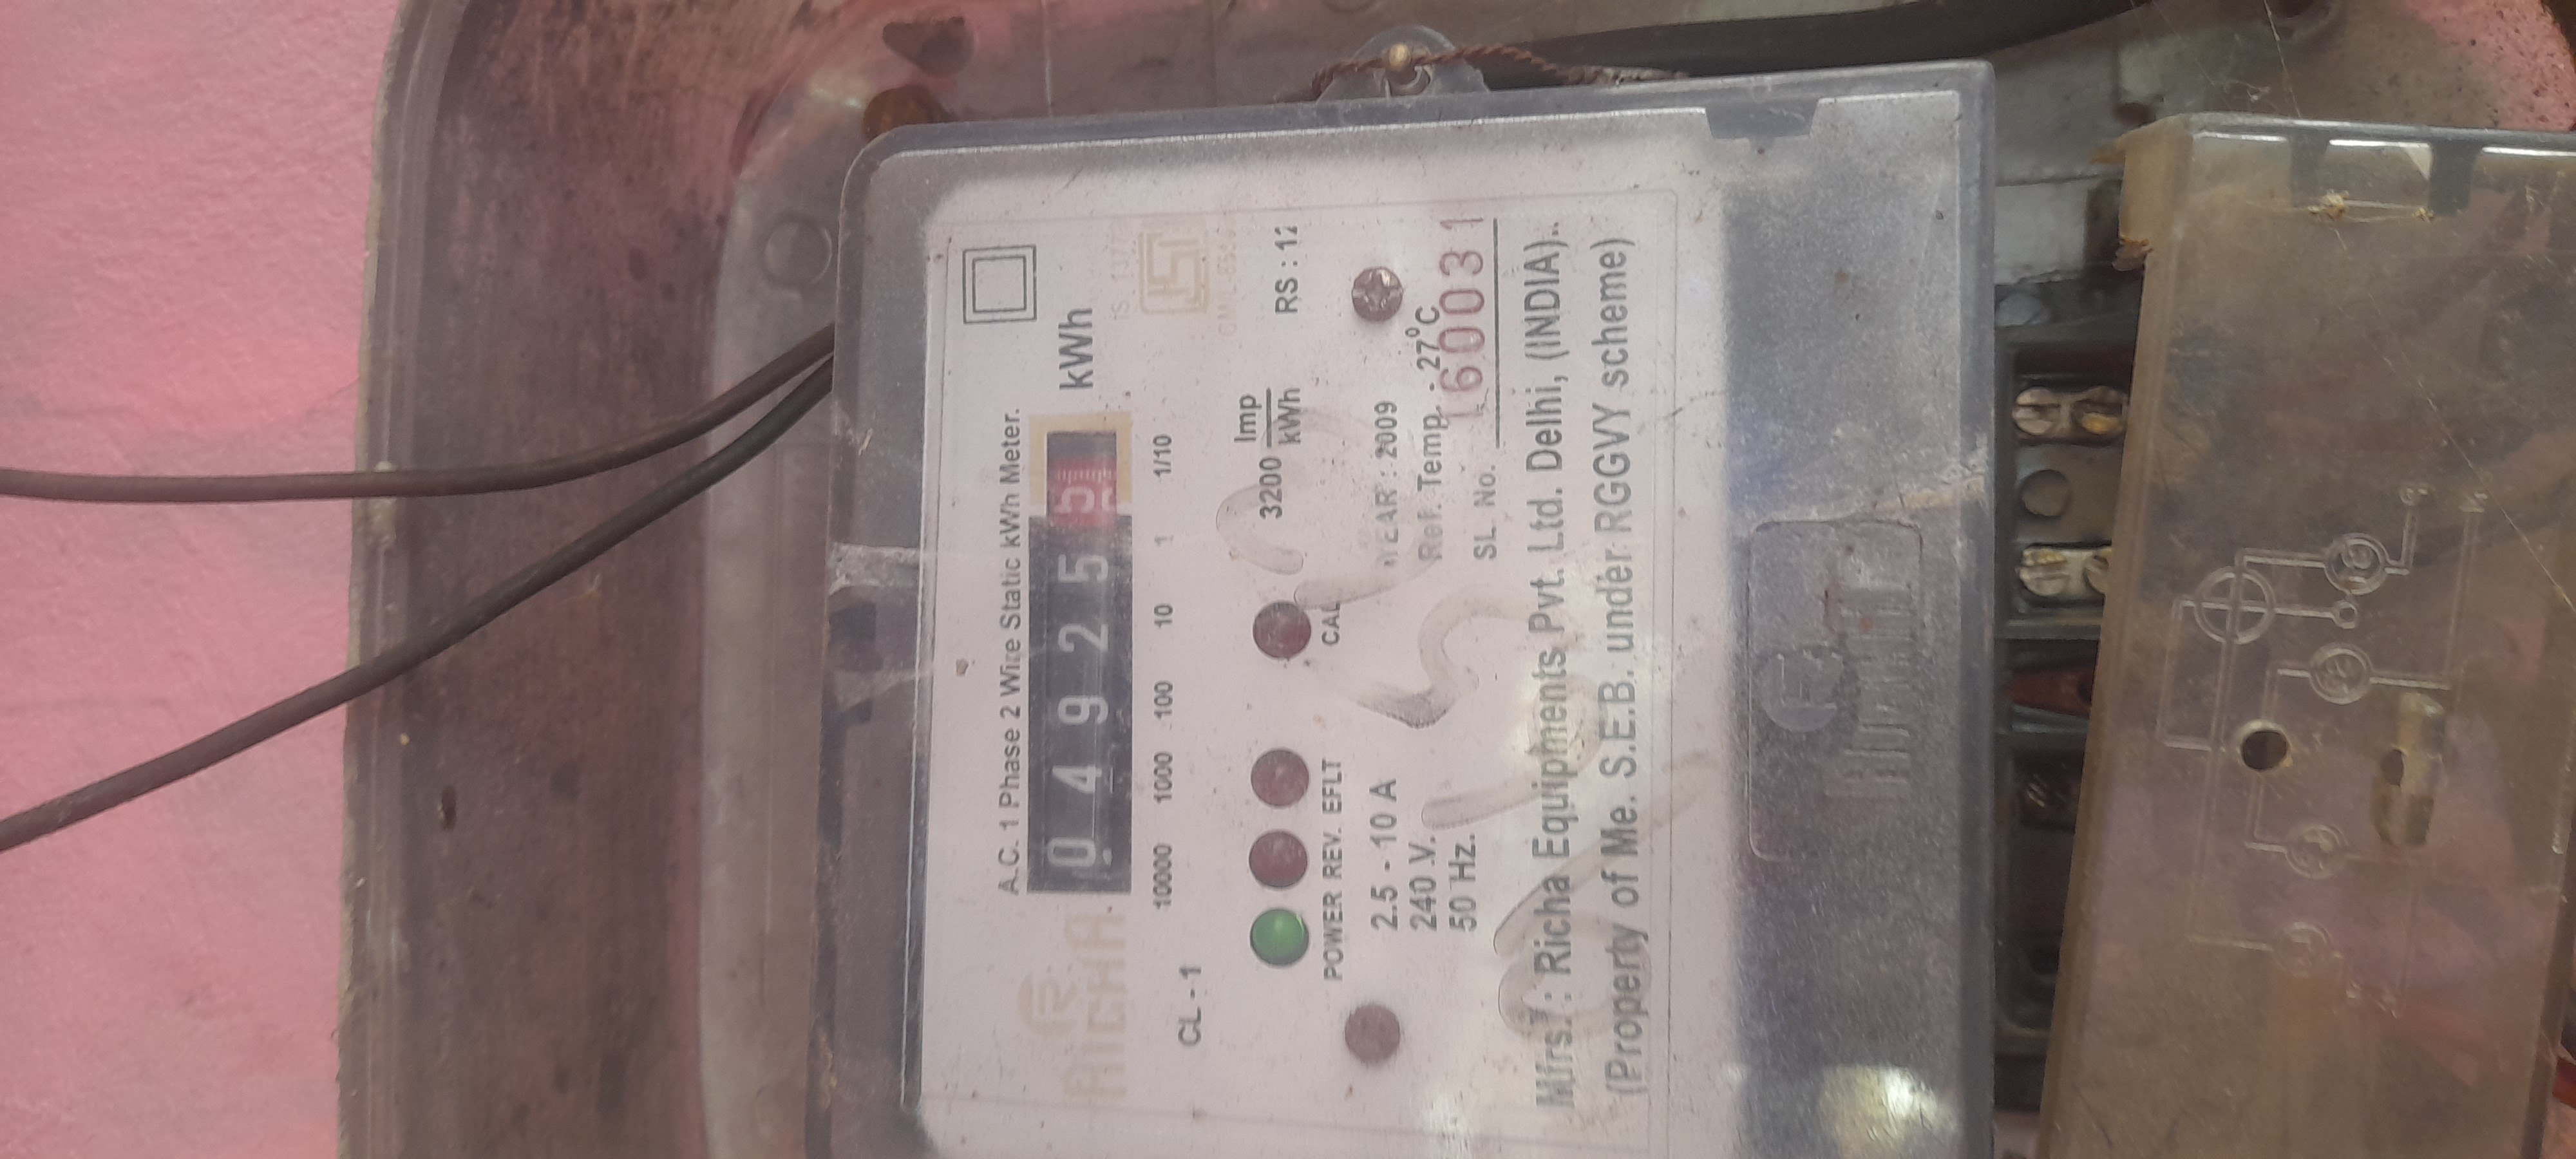 A.C. 1 Phase 2 Wire Static kWh Meter.
RICHA
0 4 9 2 5 5 kWh
10000 1000 100 10 1 1/10
CL - 1
3200 Imp
kWh
RS : 12
POWER REV. EFLT CAL
2.5 - 10 A
240 V.
50 Hz.
YEAR : 2009
Ref. Temp. 27°C
SL. No. 1600031
Mfrs. : Richa Equipments Pvt. Ltd. Delhi, (INDIA).
(Property of Me. S.E.B. under RGGVY scheme)